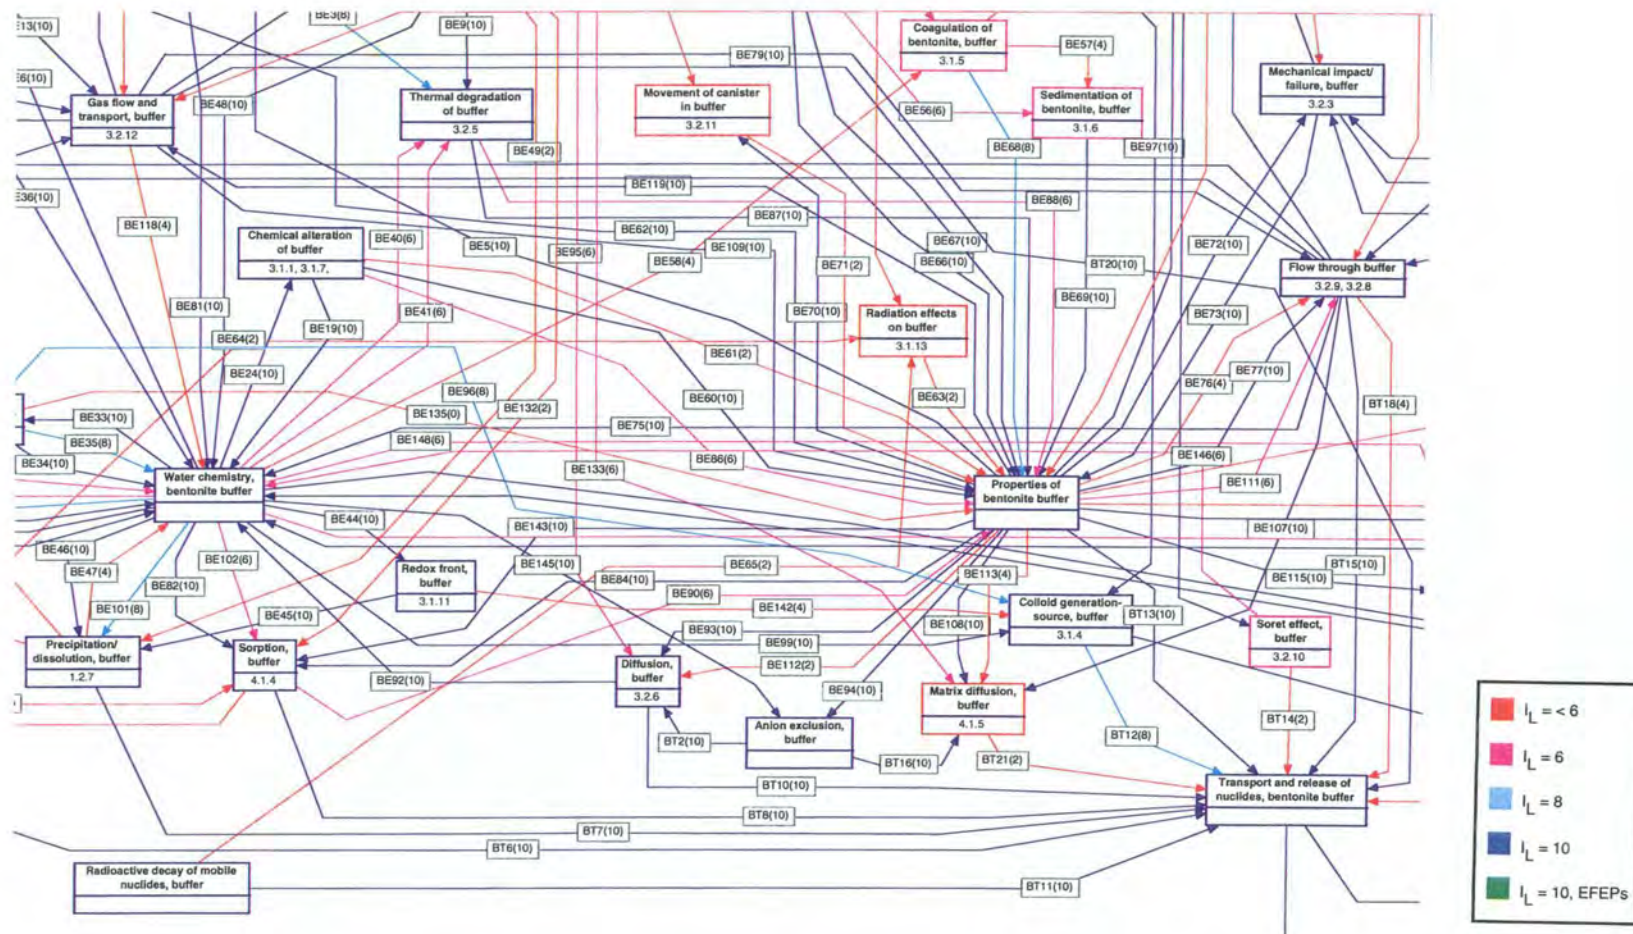 BE3(8)
BE9(10)
E13(10)
Coagulation of
bentonite, buffer
3.1.5
BE57(4)
BE79(10)
E6(10)
Gas flow and
transport, buffer
3.2.12
BE48(10)
Thermal degradation
of buffer
3.2.5
Movement of canister
in buffer
3.2.11
BE56(6)
Sedimentation of
bentonite, buffer
3.1.6
Mechanical impact/
failure, buffer
3.2.3
BE49(2)
BE68(8)
BE97(10)
BE119(10)
E36(10)
BE118(4)
BE88(6)
BE87(10)
Chemical alteration
of buffer
3.1.1, 3.1.7,
BE40(6)
BE5(10)
BE95(6)
BE62(10)
BE58(4)
BE109(10)
BE71(2)
BE67(10)
BE66(10)
BT20(10)
BE72(10)
Flow through buffer
3.2.9, 3.2.8
BE81(10)
BE19(10)
BE41(6)
BE70(10)
BE69(10)
BE73(10)
Radiation effects
on buffer
3.1.13
BE64(2)
BE61(2)
BE24(10)
BE96(8)
BE60(10)
BE63(2)
BE76(4)
BE77(10)
BE33(10)
BE135(0)
BE132(2)
BT18(4)
BE35(8)
BE148(6)
BE75(10)
BE34(10)
BE86(6)
BE133(6)
BE146(6)
Water chemistry,
bentonite buffer
Properties of
bentonite buffer
BE111(6)
BE44(10)
BE143(10)
BE107(10)
BE46(10)
BE47(4)
BE102(6)
BE82(10)
Redox front,
buffer
3.1.11
BE145(10)
BE65(2)
BE84(10)
BE90(6)
BE113(4)
BT15(10)
BE115(10)
BE101(8)
BE45(10)
BE142(4)
Colloid generation-
source, buffer
3.1.4
BT13(10)
BE93(10)
BE108(10)
BE99(10)
Soret effect,
buffer
3.2.10
Precipitation/
dissolution, buffer
1.2.7
Sorption,
buffer
4.1.4
BE92(10)
Diffusion,
buffer
3.2.6
BE112(2)
BE94(10)
Matrix diffusion,
buffer
4.1.5
BT2(10)
Anion exclusion,
buffer
BT16(10)
BT21(2)
BT12(8)
BT14(2)
BT10(10)
Transport and release of
nuclides, bentonite buffer
BT8(10)
BT7(10)
BT6(10)
Radioactive decay of mobile
nuclides, buffer
BT11(10)
I_L = < 6
I_L = 6
I_L = 8
I_L = 10
I_L = 10, EFEPs